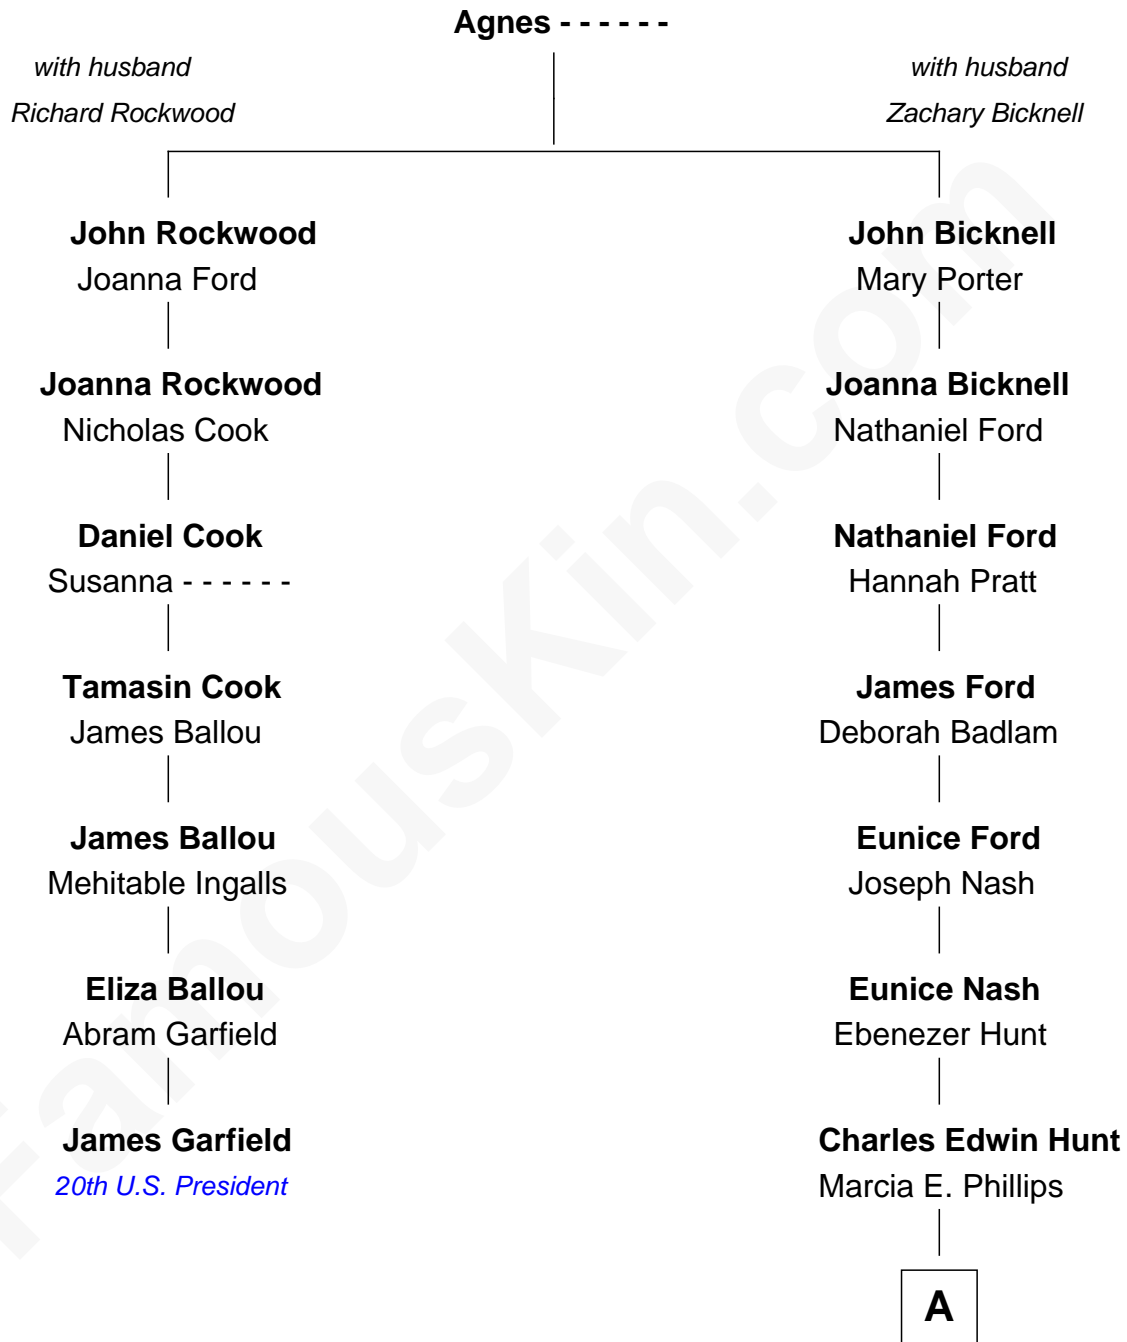 Agnes - - - - - -
with husband
Richard Rockwood
with husband
Zachary Bicknell
John Rockwood
Joanna Ford
John Bicknell
Mary Porter
Joanna Rockwood
Nicholas Cook
Joanna Bicknell
Nathaniel Ford
Daniel Cook
Susanna - - - - - -
Nathaniel Ford
Hannah Pratt
Tamasin Cook
James Ballou
James Ford
Deborah Badlam
James Ballou
Mehitable Ingalls
Eunice Ford
Joseph Nash
Eliza Ballou
Abram Garfield
Eunice Nash
Ebenezer Hunt
James Garfield
20th U.S. President
Charles Edwin Hunt
Marcia E. Phillips
A
FamousKin.com